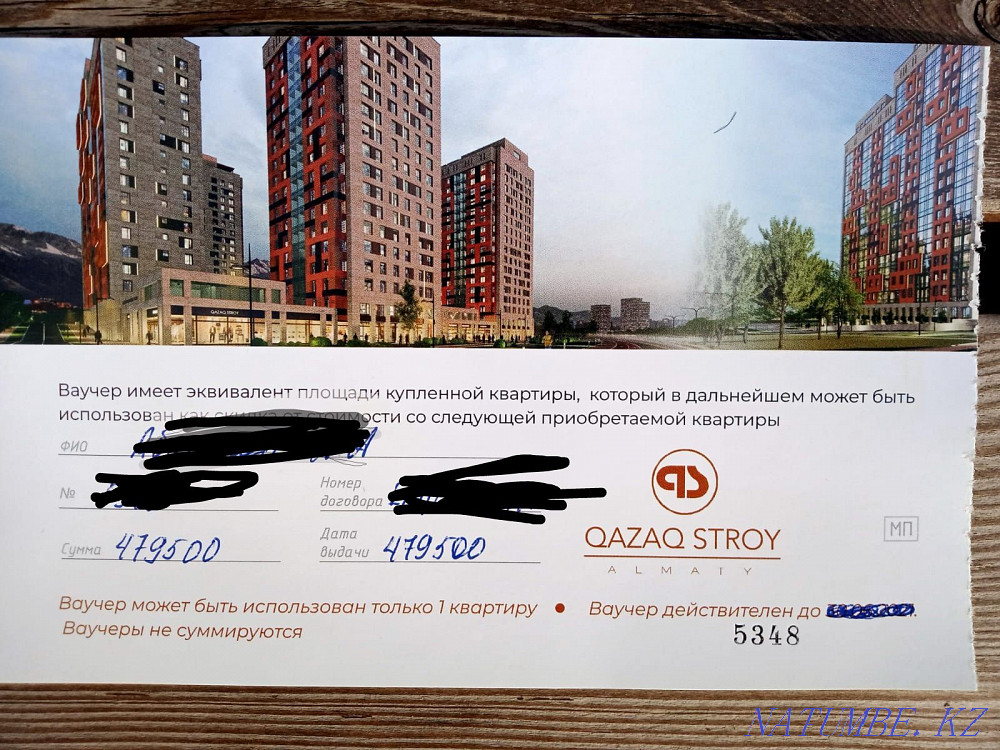 QAZAQ STROY
Ваучер имеет эквивалент площади купленной квартиры, который в дальнейшем может быть
использован как скидка от стоимости со следующей приобретаемой квартиры
ФИО
№
Номер
договора
Сумма 479500
Дата
выдачи 479500
QAZAQ STROY
ALMATY
МП
Ваучер может быть использован только 1 квартиру • Ваучер действителен до
Ваучеры не суммируются
5348
NATUMBE.KZ